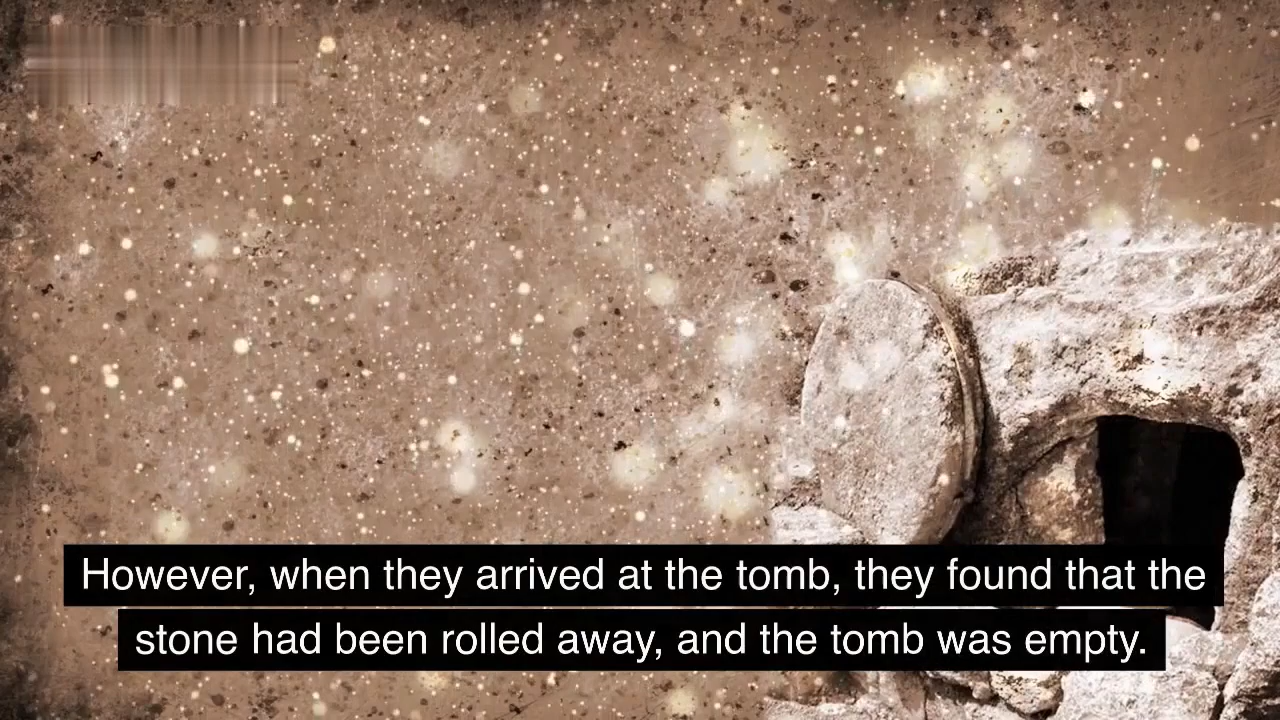 However, when they arrived at the tomb, they found that the
stone had been rolled away, and the tomb was empty.